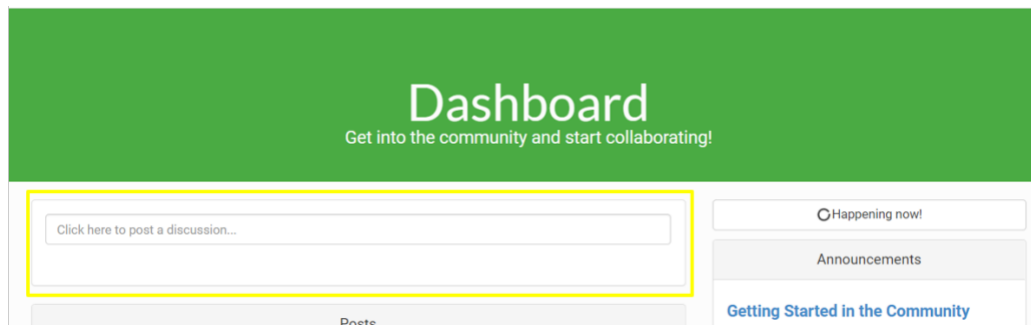 Dashboard
Get into the community and start collaborating!
Click here to post a discussion...
Happening now!
Announcements
Posts
Getting Started in the Community